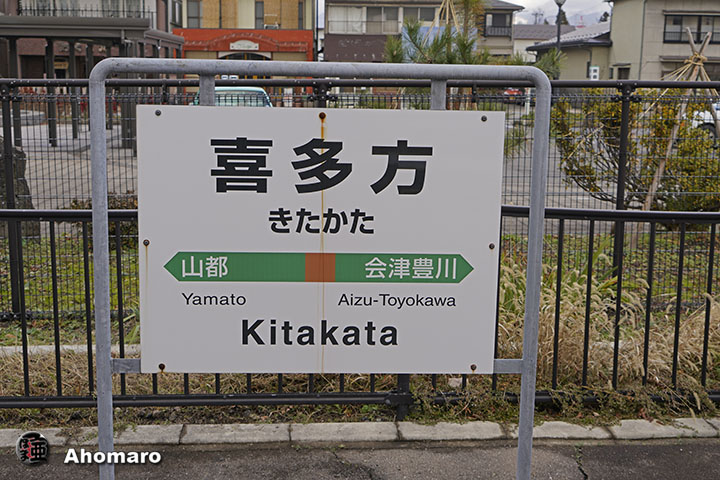 喜多方
きたかた
山都 会津豊川
Yamato Aizu-Toyokawa
Kitakata
Ahomaro